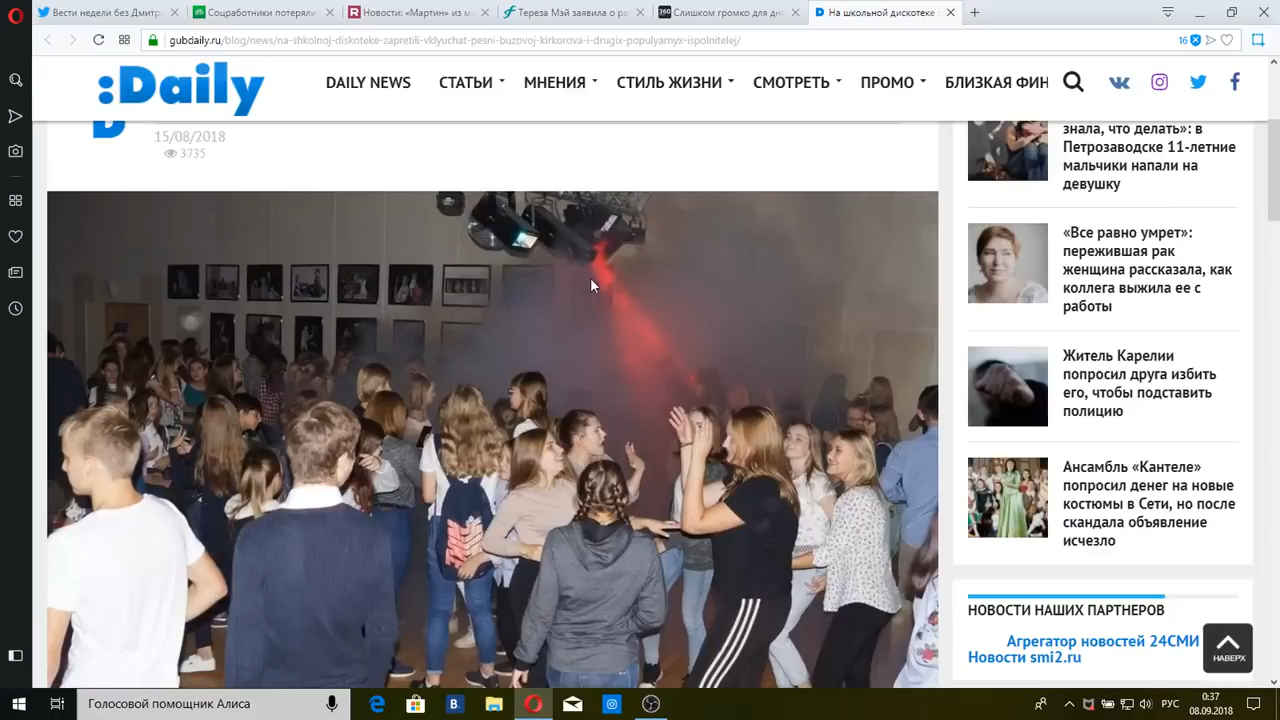 Вести недели без Дмитр
Соцработники потеряли
Новости: «Мартин» из к
Тереза Мэй заявила о ра
Слишком громко для дн
На школьной дискотеке
gubdaily.ru/blog/news/na-shkolnoj-diskoteke-zapretili-vklyuchat-pesni-buzovoj-kirkorova-i-drugix-populyarnyx-ispolnitelej/
16
:Daily
DAILY NEWS
СТАТЬИ
МНЕНИЯ
СТИЛЬ ЖИЗНИ
СМОТРЕТЬ
ПРОМО
БЛИЗКАЯ ФИН
15/08/2018
3735
знала, что делать»: в
Петрозаводске 11-летние
мальчики напали на
девушку
«Все равно умрет»:
пережившая рак
женщина рассказала, как
коллега выжила ее с
работы
Житель Карелии
попросил друга избить
его, чтобы подставить
полицию
Ансамбль «Кантеле»
попросил денег на новые
костюмы в Сети, но после
скандала объявление
исчезло
НОВОСТИ НАШИХ ПАРТНЕРОВ
Агрегатор новостей 24СМИ
Новости smi2.ru
НАВЕРХ
Голосовой помощник Алиса
РУС
0:37
08.09.2018